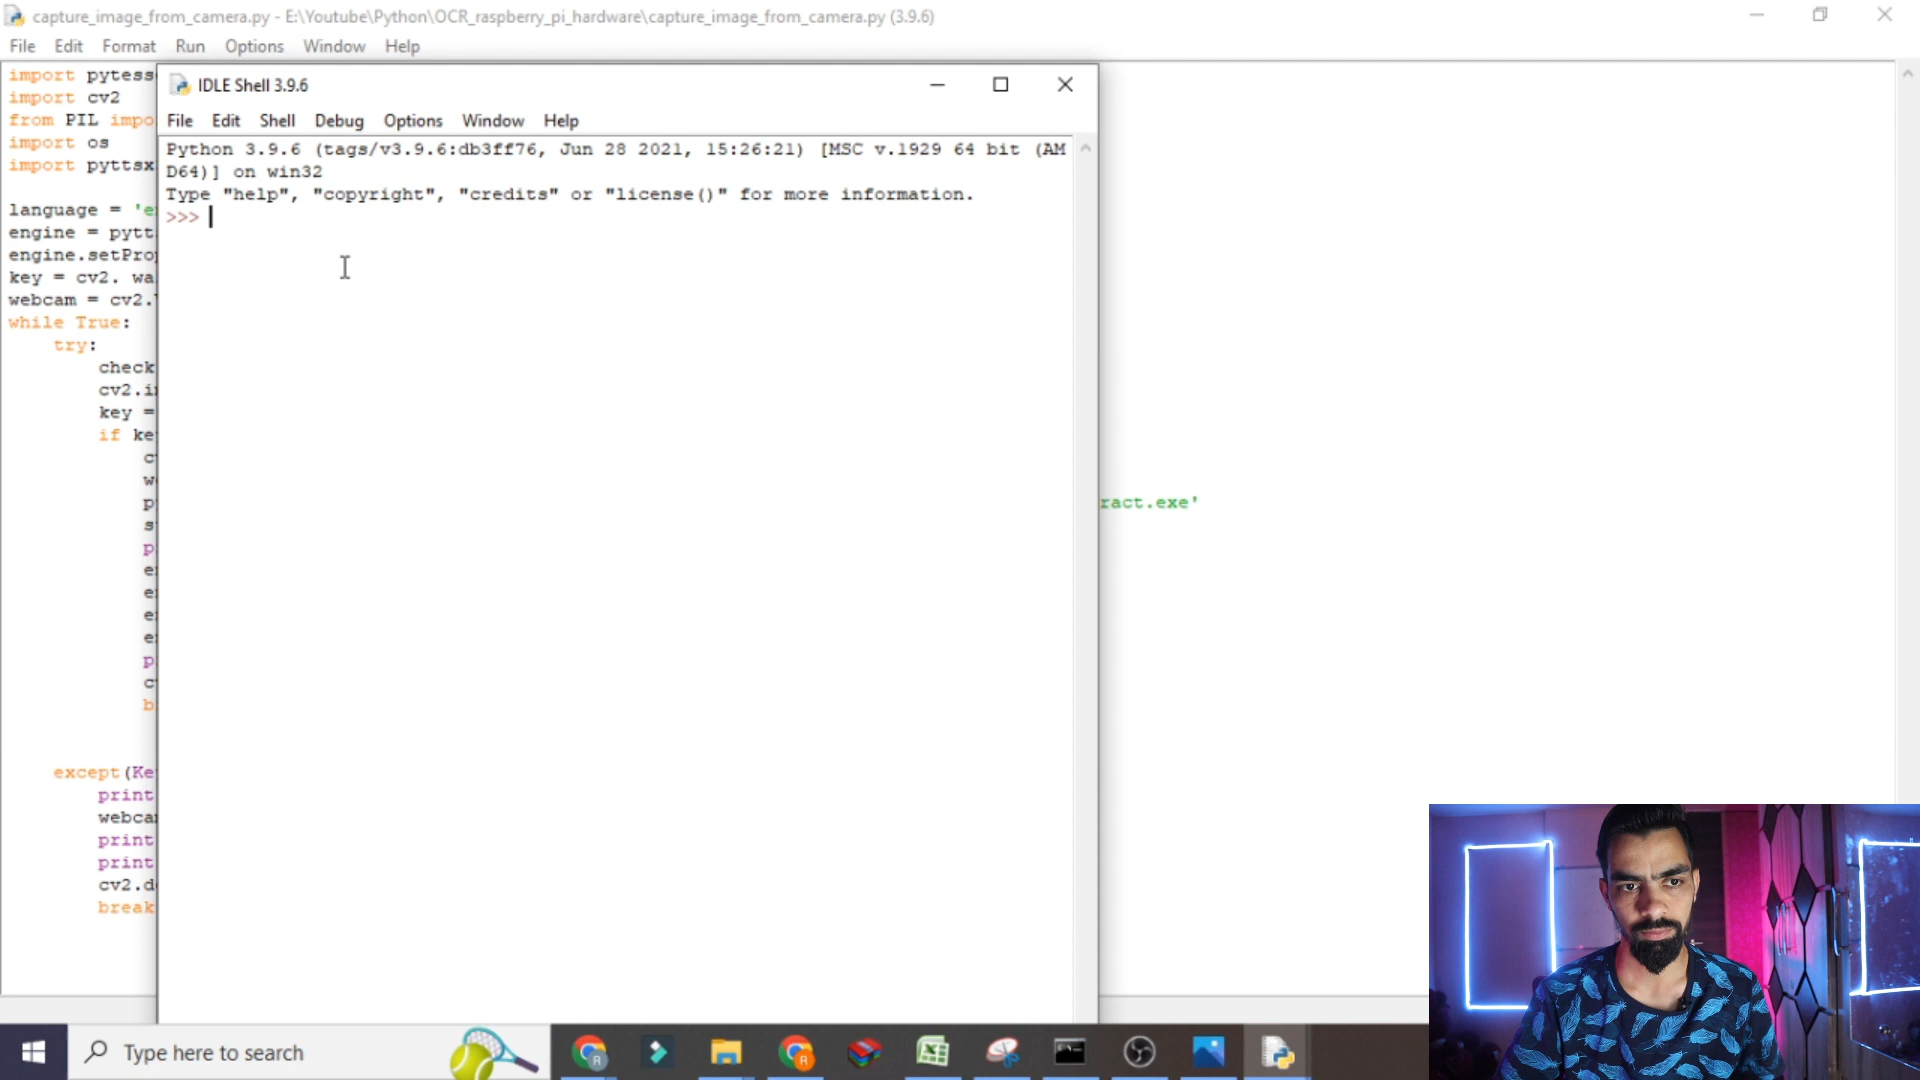 capture_image_from_camera.py - E:\Youtube\Python\OCR_raspberry_pi_hardware\capture_image_from_camera.py (3.9.6)
File Edit Format Run Options Window Help
import pytess
import cv2
from PIL impo
import os
import pyttsx
language = 'e
engine = pytt
engine.setPro
key = cv2. wa
webcam = cv2.
while True:
try:
check
cv2.i
key =
if ke
c
w
p
s
p
e
e
e
e
p
c
b
except(Ke
print
webca
print
print
cv2.d
break
ract.exe'
IDLE Shell 3.9.6
File Edit Shell Debug Options Window Help
Python 3.9.6 (tags/v3.9.6:db3ff76, Jun 28 2021, 15:26:21) [MSC v.1929 64 bit (AM
D64)] on win32
Type "help", "copyright", "credits" or "license()" for more information.
>>>
Type here to search